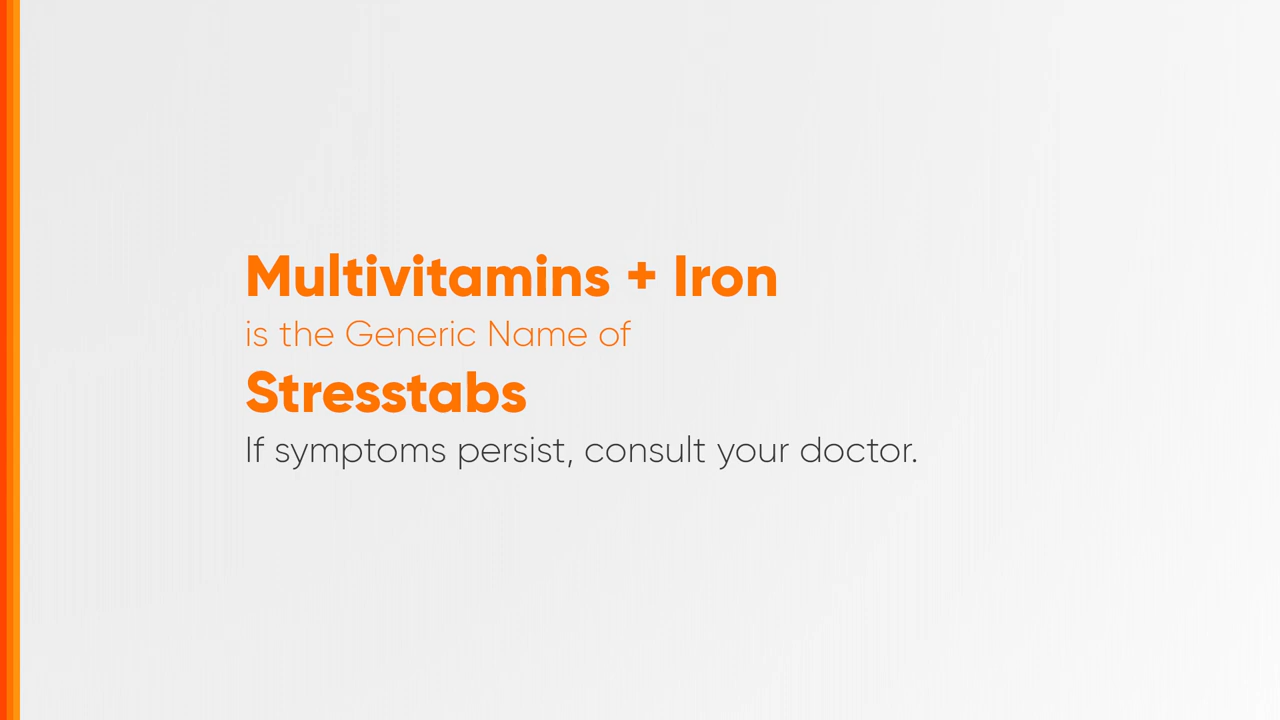 Multivitamins + Iron
is the Generic Name of
Stresstabs
If symptoms persist, consult your doctor.